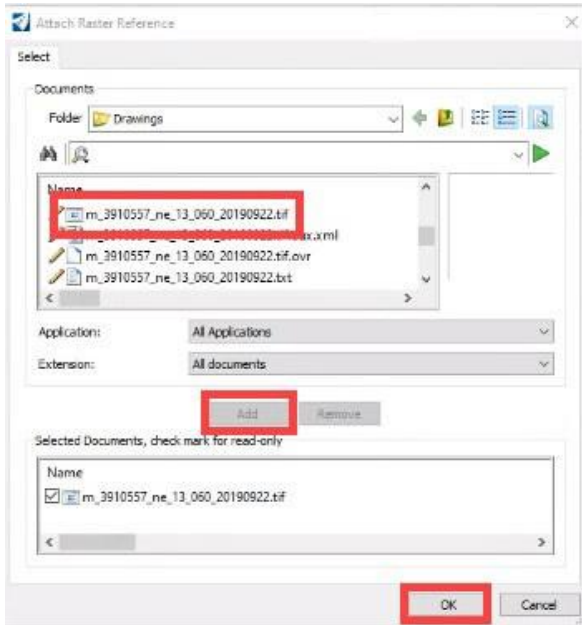 Attach Raster Reference
Select
Documents
Folder Drawings
Name
m_3910557_ne_13_060_20190922.tif
m_3910557_ne_13_060_20190922.tif.ovr
m_3910557_ne_13_060_20190922.txt
Application: All Applications
Extension: All documents
Add Remove
Selected Documents, check mark for read-only
Name
m_3910557_ne_13_060_20190922.tif
OK Cancel